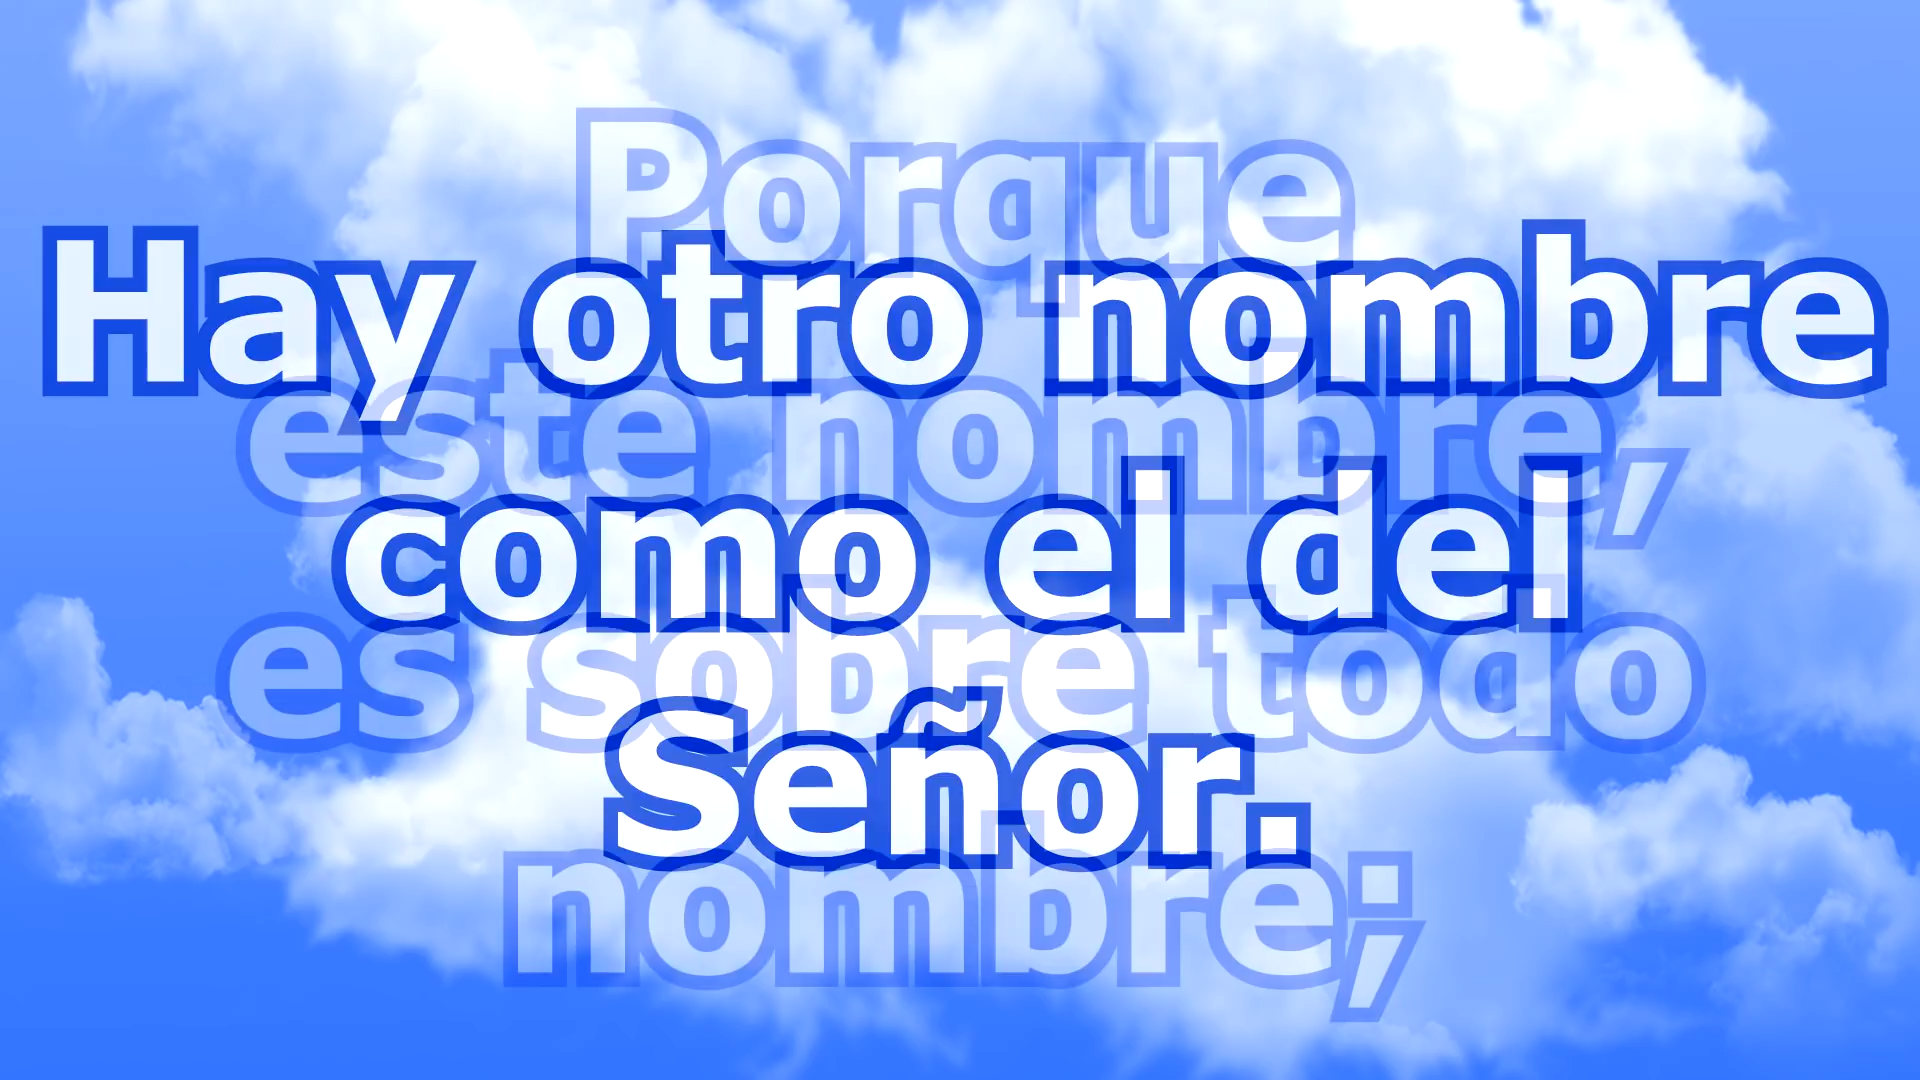 Hay otro nombre
como el del
Señor.
Porque
este nombre,
es sobre todo
nombre;